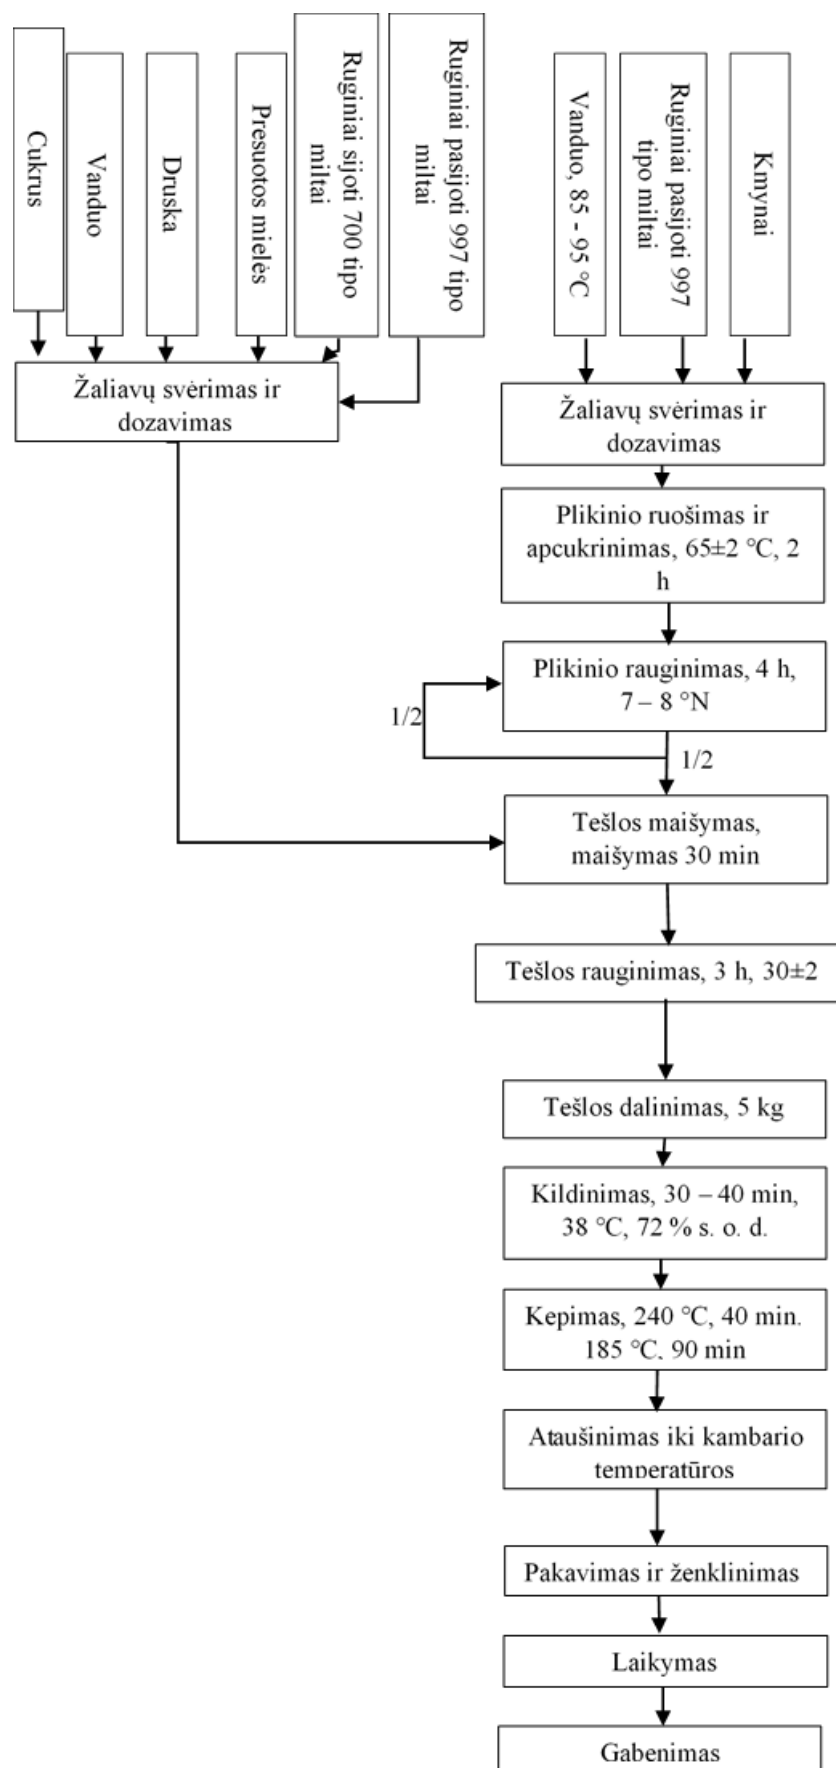 Cukrus
Vanduo
Druska
Presuotos mielės
Ruginiai sijoti 700 tipo
miltai
Ruginiai pasijoti 997 tipo
miltai
Vanduo, 85 - 95 °C
Ruginiai pasijoti 997
tipo miltai
Kmynai
Žaliavų svėrimas ir
dozavimas
Žaliavų svėrimas ir
dozavimas
Plikinio ruošimas ir
apcukrinimas, 65±2 °C, 2
h
Plikinio rauginimas, 4 h,
7 – 8 °N
1/2
1/2
Tešlos maišymas,
maišymas 30 min
Tešlos rauginimas, 3 h, 30±2
Tešlos dalinimas, 5 kg
Kildinimas, 30 – 40 min,
38 °C, 72 % s. o. d.
Kepimas, 240 °C, 40 min.
185 °C, 90 min
Ataušinimas iki kambario
temperatūros
Pakavimas ir ženklinimas
Laikymas
Gabenimas